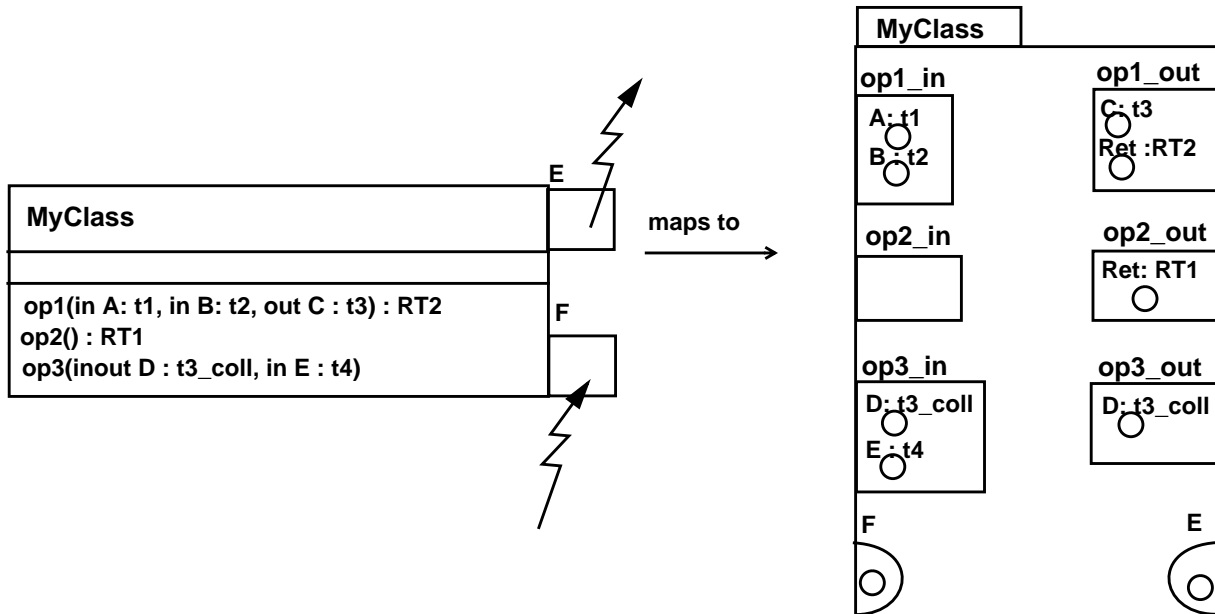 E
MyClass
op1(in A: t1, in B: t2, out C : t3) : RT2
op2() : RT1
op3(inout D : t3_coll, in E : t4)
F
maps to
MyClass
op1_in
A: t1
B : t2
op1_out
C: t3
Ret :RT2
op2_in
op2_out
Ret: RT1
op3_in
D: t3_coll
E : t4
op3_out
D: t3_coll
F
E